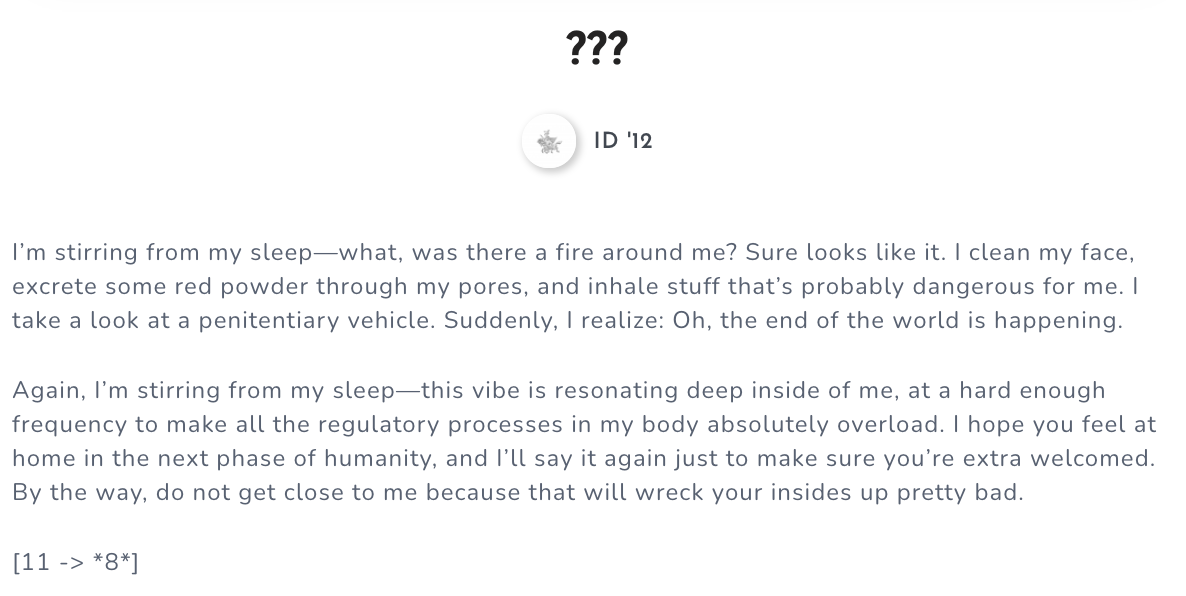 ???
ID '12
I’m stirring from my sleep—what, was there a fire around me? Sure looks like it. I clean my face,
excrete some red powder through my pores, and inhale stuff that’s probably dangerous for me. I
take a look at a penitentiary vehicle. Suddenly, I realize: Oh, the end of the world is happening.
Again, I’m stirring from my sleep—this vibe is resonating deep inside of me, at a hard enough
frequency to make all the regulatory processes in my body absolutely overload. I hope you feel at
home in the next phase of humanity, and I’ll say it again just to make sure you’re extra welcomed.
By the way, do not get close to me because that will wreck your insides up pretty bad.
[11 -> *8*]